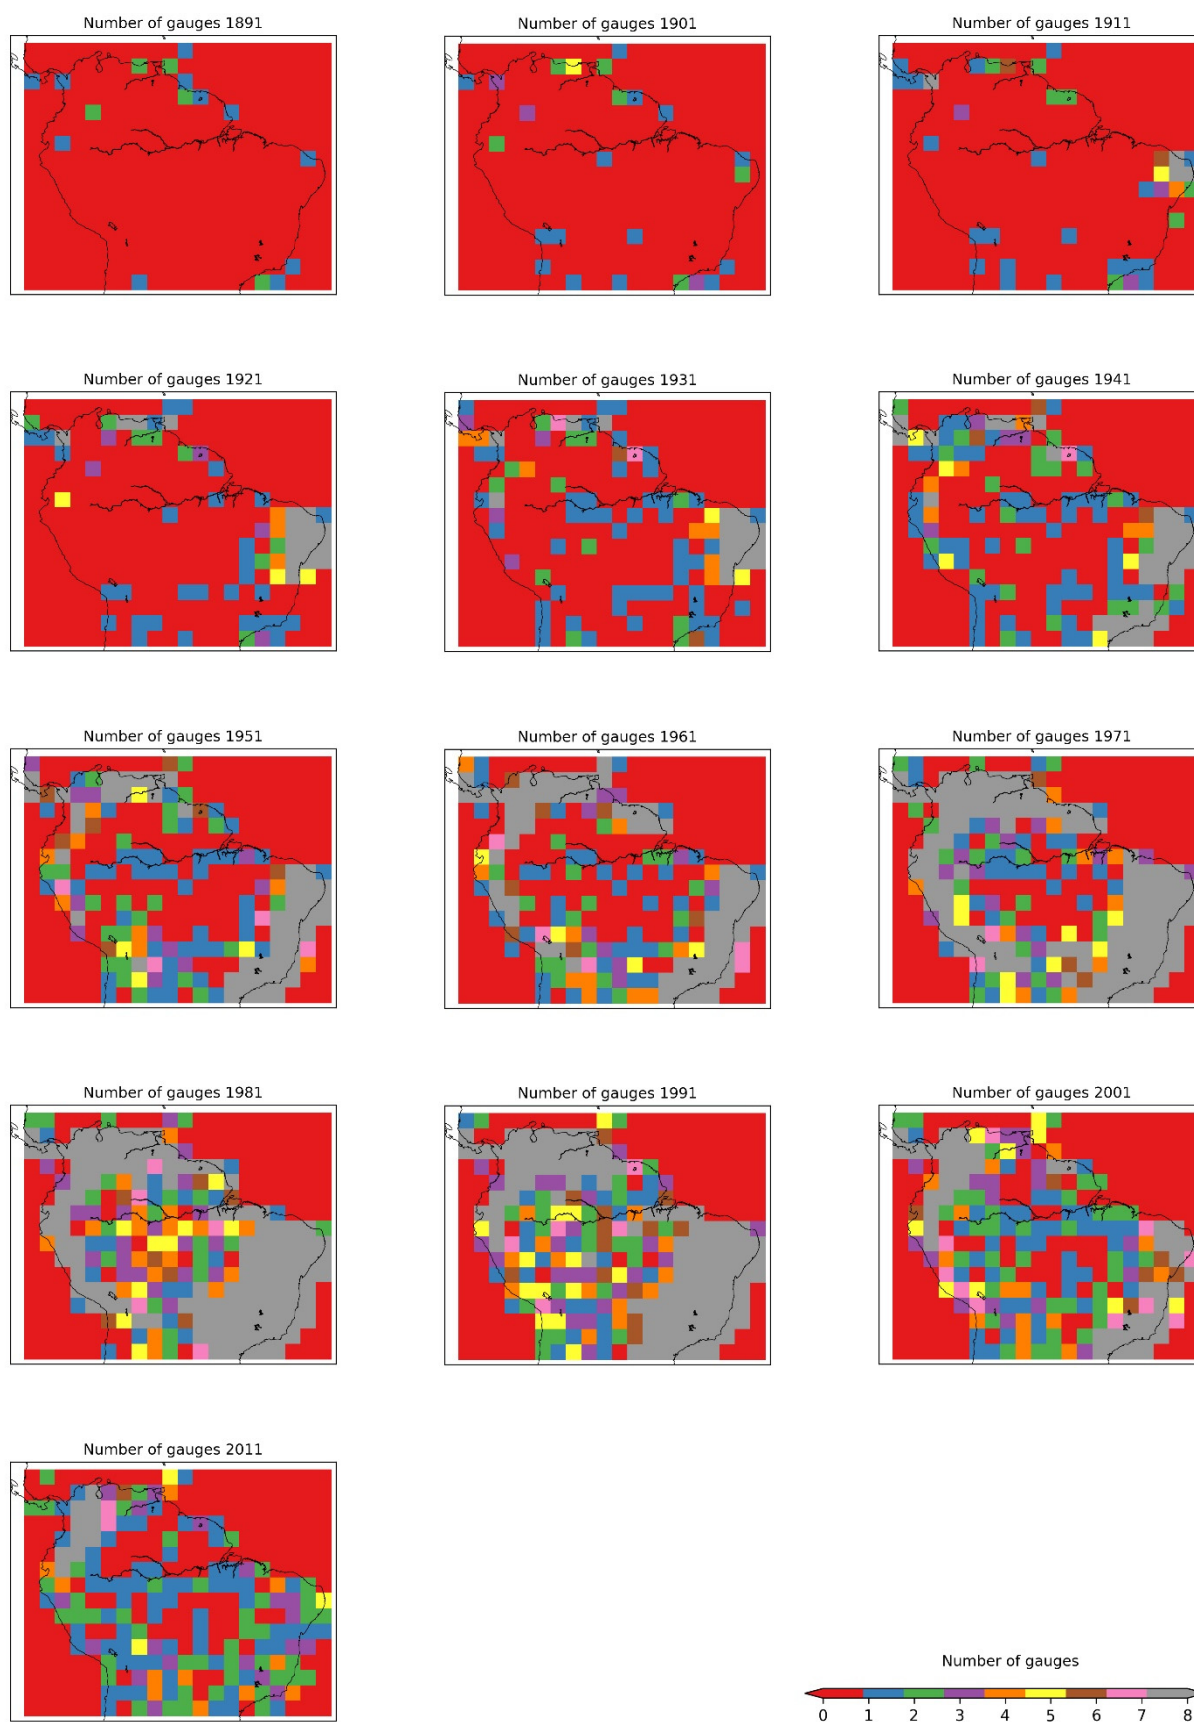 Number of gauges 1891
Number of gauges 1901
Number of gauges 1911
Number of gauges 1921
Number of gauges 1931
Number of gauges 1941
Number of gauges 1951
Number of gauges 1961
Number of gauges 1971
Number of gauges 1981
Number of gauges 1991
Number of gauges 2001
Number of gauges 2011
Number of gauges
0 1 2 3 4 5 6 7 8